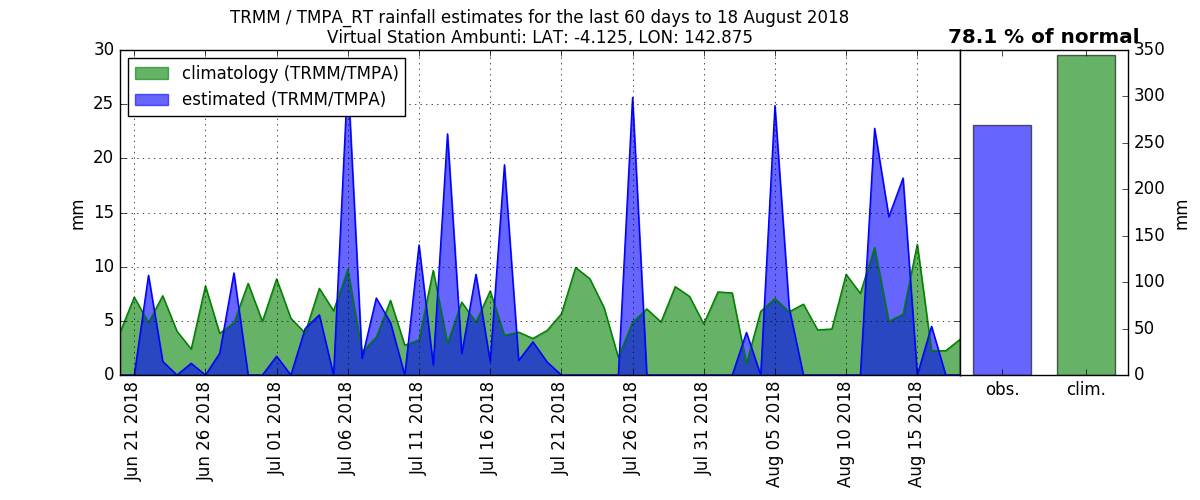 TRMM / TMPA_RT rainfall estimates for the last 60 days to 18 August 2018
Virtual Station Ambunti: LAT: -4.125, LON: 142.875
78.1 % of normal
climatology (TRMM/TMPA)
estimated (TRMM/TMPA)
30
25
20
15
10
5
0
mm
Jun 21 2018
Jun 26 2018
Jul 01 2018
Jul 06 2018
Jul 11 2018
Jul 16 2018
Jul 21 2018
Jul 26 2018
Jul 31 2018
Aug 05 2018
Aug 10 2018
Aug 15 2018
350
300
250
200
150
100
50
0
mm
obs.
clim.